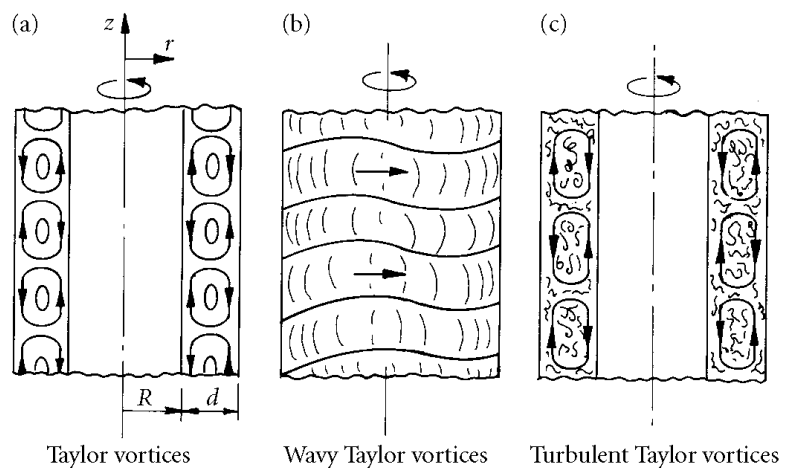 (a)
z
r
(b)
(c)
R
d
Taylor vortices
Wavy Taylor vortices
Turbulent Taylor vortices